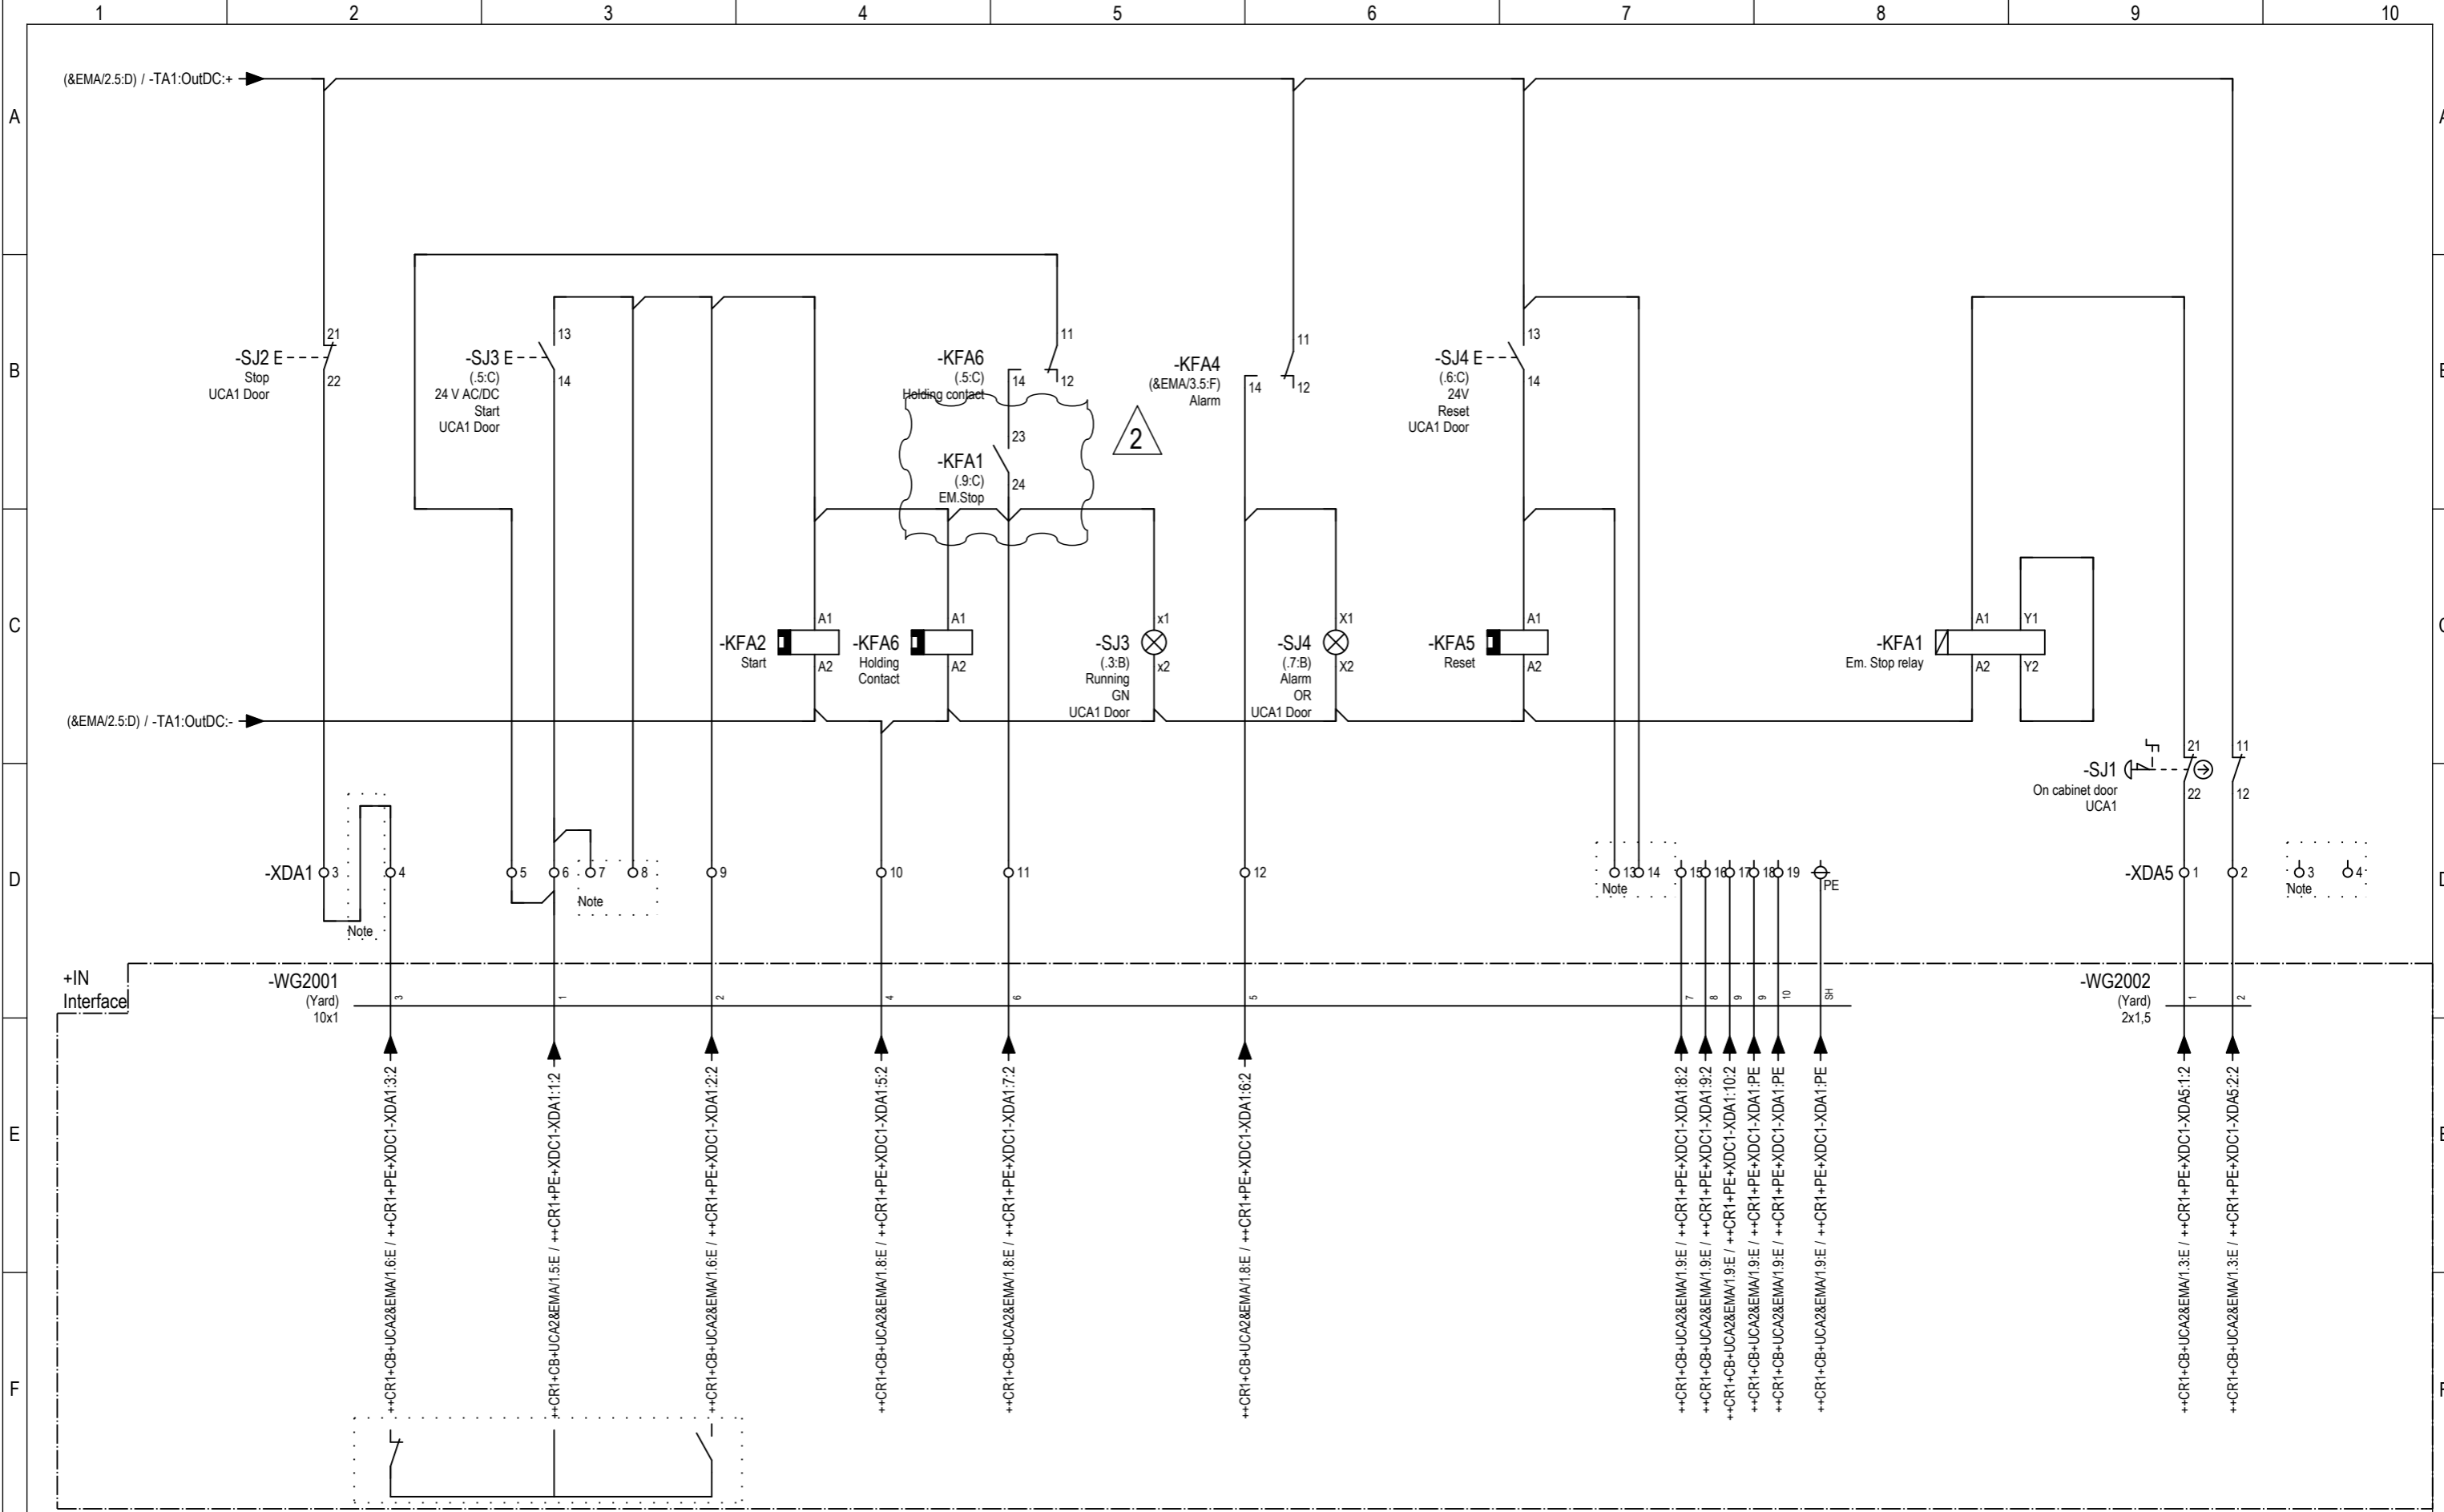 1 2 3 4 5 6 7 8 9 10
A
(&EMA/2.5:D) / -TA1:OutDC:+
A
B
-SJ2 E
Stop
UCA1 Door
21
22
-SJ3 E
(.5:C)
24 V AC/DC
Start
UCA1 Door
13
14
-KFA6
(.5:C)
Holding contact
11
14
12
-KFA1
(.9:C)
EM.Stop
23
24
2
-KFA4
(&EMA/3.5:F)
Alarm
11
14
12
-SJ4 E
(.6:C)
24V
Reset
UCA1 Door
13
14
C
-KFA2
Start
A1
A2
-KFA6
Holding
Contact
A1
A2
-SJ3
(.3:B)
Running
GN
UCA1 Door
x1
x2
-SJ4
(.7:B)
Alarm
OR
UCA1 Door
X1
X2
-KFA5
Reset
A1
A2
-KFA1
Em. Stop relay
A1
A2
Y1
Y2
(&EMA/2.5:D) / -TA1:OutDC:-
-SJ1
On cabinet door
UCA1
21
22
11
12
D
-XDA1 3 4 5 6 7 8 9 10 11 12 13 14 15 16 17 18 19 PE
Note
Note
Note
-XDA5 1 2 3 4
Note
+IN
Interface
-WG2001
(Yard)
10x1
3 1 2 4 6 5 7 8 9 9 10 SH
-WG2002
(Yard)
2x1,5
1 2
E
++CR1+CB+UCA2&EMA/1.6:E / ++CR1+PE+XDC1-XDA1:3:2
++CR1+CB+UCA2&EMA/1.5:E / ++CR1+PE+XDC1-XDA1:1:2
++CR1+CB+UCA2&EMA/1.6:E / ++CR1+PE+XDC1-XDA1:2:2
++CR1+CB+UCA2&EMA/1.8:E / ++CR1+PE+XDC1-XDA1:5:2
++CR1+CB+UCA2&EMA/1.8:E / ++CR1+PE+XDC1-XDA1:7:2
++CR1+CB+UCA2&EMA/1.8:E / ++CR1+PE+XDC1-XDA1:6:2
++CR1+CB+UCA2&EMA/1.9:E / ++CR1+PE+XDC1-XDA1:8:2
++CR1+CB+UCA2&EMA/1.9:E / ++CR1+PE+XDC1-XDA1:9:2
++CR1+CB+UCA2&EMA/1.9:E / ++CR1+PE+XDC1-XDA1:10:2
++CR1+CB+UCA2&EMA/1.9:E / ++CR1+PE+XDC1-XDA1:PE
++CR1+CB+UCA2&EMA/1.9:E / ++CR1+PE+XDC1-XDA1:PE
++CR1+CB+UCA2&EMA/1.9:E / ++CR1+PE+XDC1-XDA1:PE
++CR1+CB+UCA2&EMA/1.3:E / ++CR1+PE+XDC1-XDA5:1:2
++CR1+CB+UCA2&EMA/1.3:E / ++CR1+PE+XDC1-XDA5:2:2
F